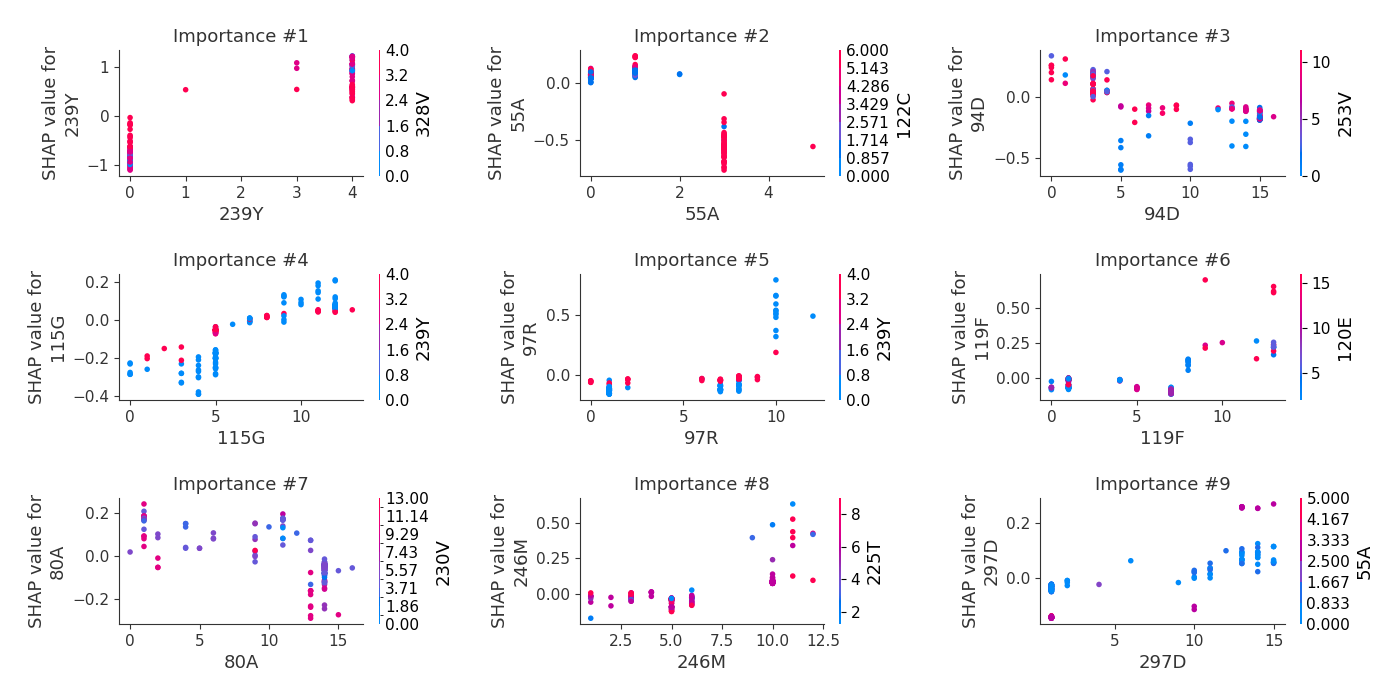 Importance #1
SHAP value for
239Y
1
0
−1
0 1 2 3 4
239Y
4.0
3.2
2.4
1.6
0.8
0.0
328V
Importance #2
SHAP value for
55A
0.0
−0.5
0 2 4
55A
6.000
5.143
4.286
3.429
2.571
1.714
0.857
0.000
122C
Importance #3
SHAP value for
94D
0.0
−0.5
0 5 10 15
94D
10
5
0
253V
Importance #4
SHAP value for
115G
0.2
0.0
−0.2
−0.4
0 5 10
115G
4.0
3.2
2.4
1.6
0.8
0.0
239Y
Importance #5
SHAP value for
97R
0.5
0.0
0 5 10
97R
4.0
3.2
2.4
1.6
0.8
0.0
239Y
Importance #6
SHAP value for
119F
0.50
0.25
0.00
0 5 10
119F
15
10
5
120E
Importance #7
SHAP value for
80A
0.2
0.0
−0.2
0 5 10 15
80A
13.00
11.14
9.29
7.43
5.57
3.71
1.86
0.00
230V
Importance #8
SHAP value for
246M
0.50
0.25
0.00
2.5 5.0 7.5 10.0 12.5
246M
8
6
4
2
225T
Importance #9
SHAP value for
297D
0.2
0.0
0 5 10 15
297D
5.000
4.167
3.333
2.500
1.667
0.833
0.000
55A